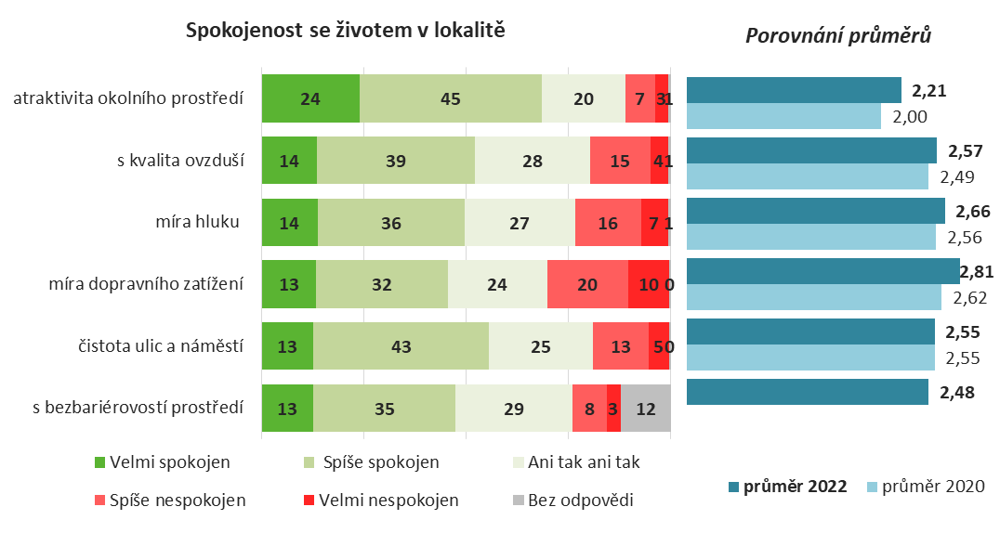 Spokojenost se životem v lokalitě
Porovnání průměrů
atraktivita okolního prostředí 24 45 20 7 3 1
2,21
2,00
s kvalita ovzduší 14 39 28 15 4 1
2,57
2,49
míra hluku 14 36 27 16 7 1
2,66
2,56
míra dopravního zatížení 13 32 24 20 10 0
2,81
2,62
čistota ulic a náměstí 13 43 25 13 5 0
2,55
2,55
s bezbariérovostí prostředí 13 35 29 8 3 12
2,48
Velmi spokojen Spíše spokojen Ani tak ani tak
Spíše nespokojen Velmi nespokojen Bez odpovědi
průměr 2022 průměr 2020